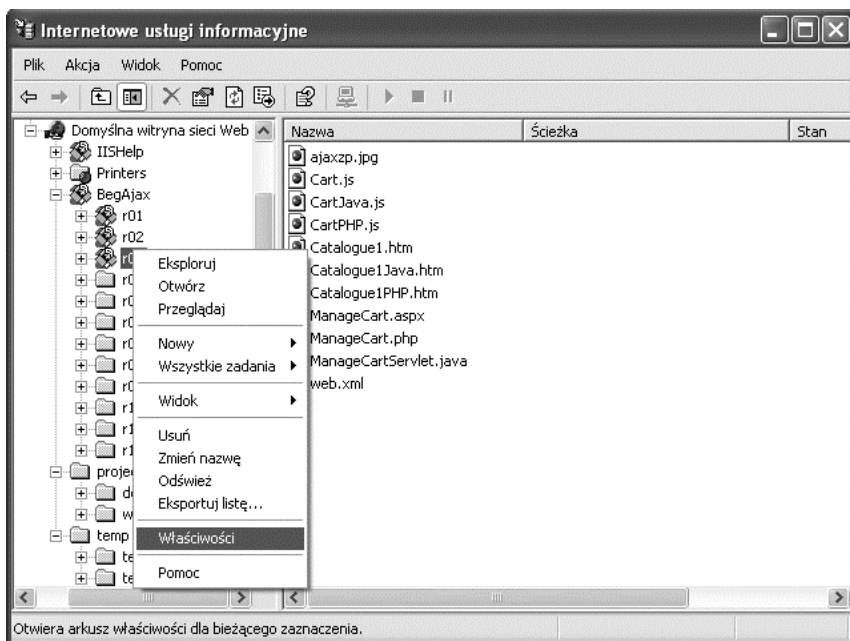 Internetowe usługi informacyjne
Plik Akcja Widok Pomoc
Domyślna witryna sieci Web
IISHelp
Printers
BegAjax
r01
r02
Eksploruj
Otwórz
Przeglądaj
Nowy
Wszystkie zadania
Widok
Usuń
Zmień nazwę
Odśwież
Eksportuj listę...
Właściwości
Pomoc
temp
Nazwa Ścieżka Stan
ajaxzp.jpg
Cart.js
CartJava.js
CartPHP.js
Catalogue1.htm
Catalogue1Java.htm
Catalogue1PHP.htm
ManageCart.aspx
ManageCart.php
ManageCartServlet.java
web.xml
Otwiera arkusz właściwości dla bieżącego zaznaczenia.